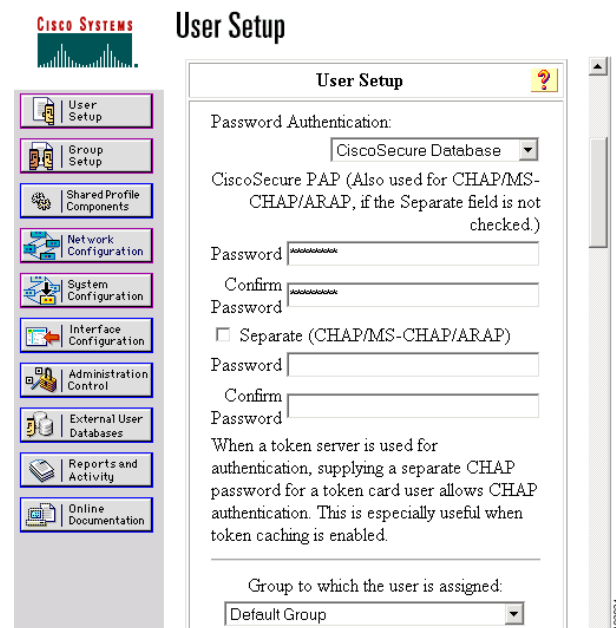 CISCO SYSTEMS
User Setup
User
Setup
Group
Setup
Shared Profile
Components
Network
Configuration
System
Configuration
Interface
Configuration
Administration
Control
External User
Databases
Reports and
Activity
Online
Documentation
User Setup
?
Password Authentication:
CiscoSecure Database
CiscoSecure PAP (Also used for CHAP/MS-
CHAP/ARAP, if the Separate field is not
checked.)
Password *********
Confirm
Password *********
Separate (CHAP/MS-CHAP/ARAP)
Password
Confirm
Password
When a token server is used for
authentication, supplying a separate CHAP
password for a token card user allows CHAP
authentication. This is especially useful when
token caching is enabled.
Group to which the user is assigned:
Default Group